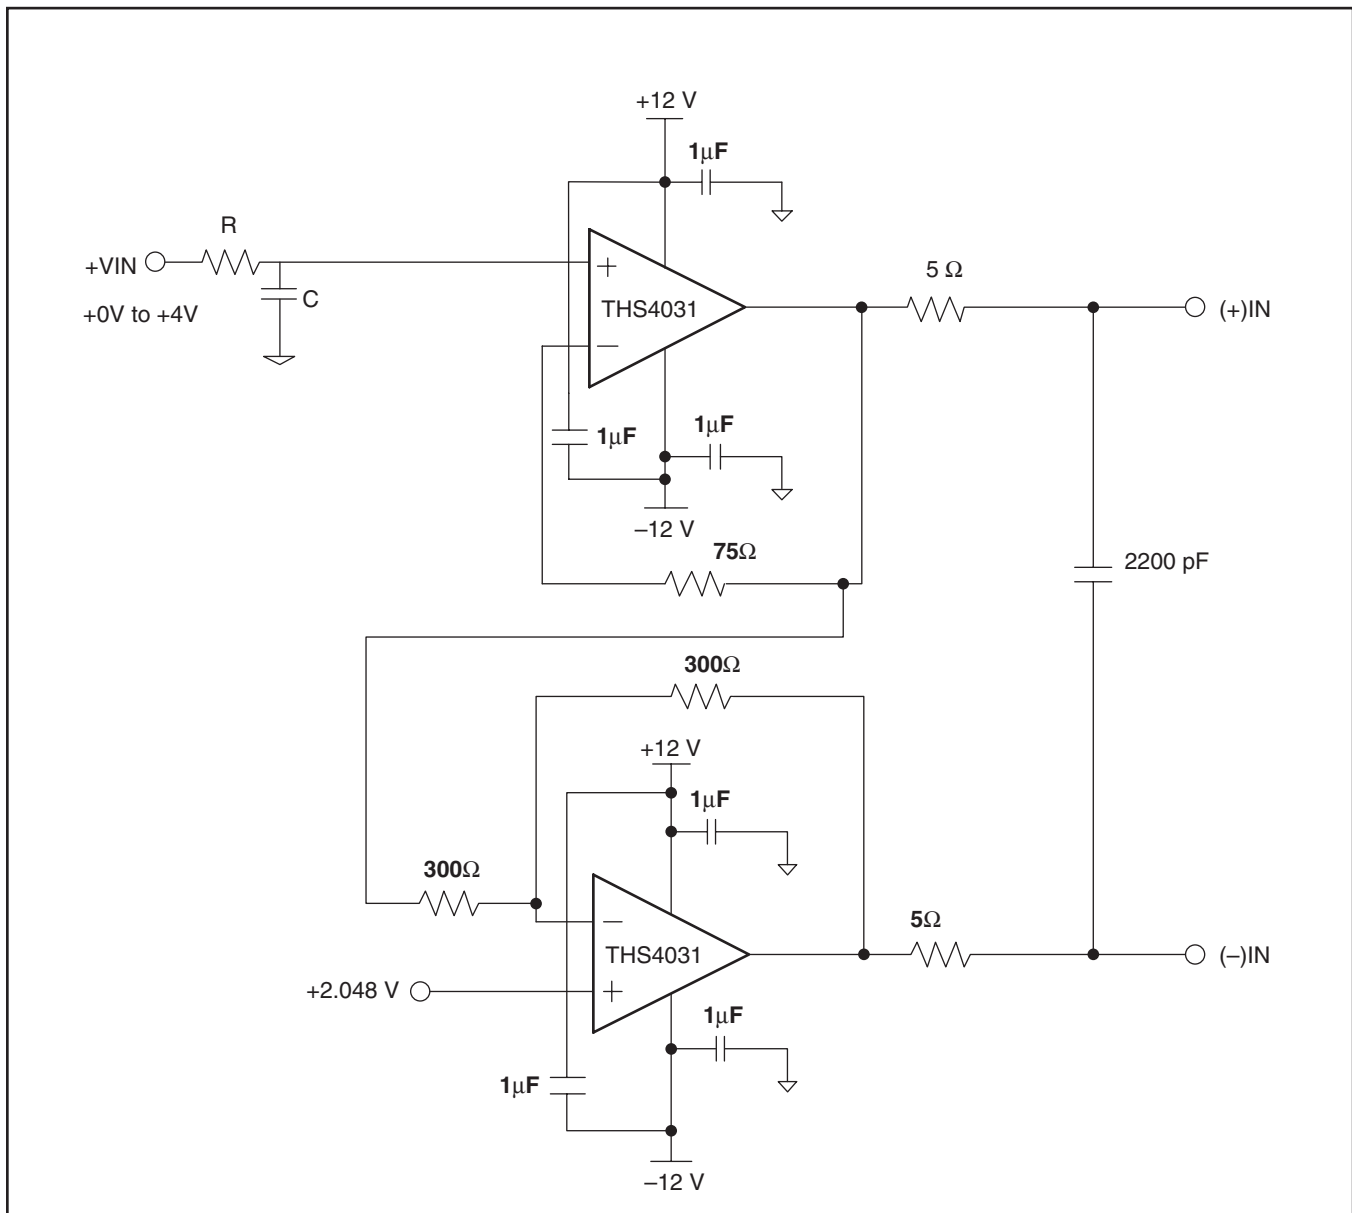 +12 V
1µF
R
+VIN
+
5 Ω
(+)IN
THS4031
C
+0V to +4V
−
1µF
1µF
–12 V
75Ω
2200 pF
300Ω
+12 V
1µF
300Ω
−
5Ω
THS4031
(–)IN
+2.048 V
+
1µF
1µF
–12 V